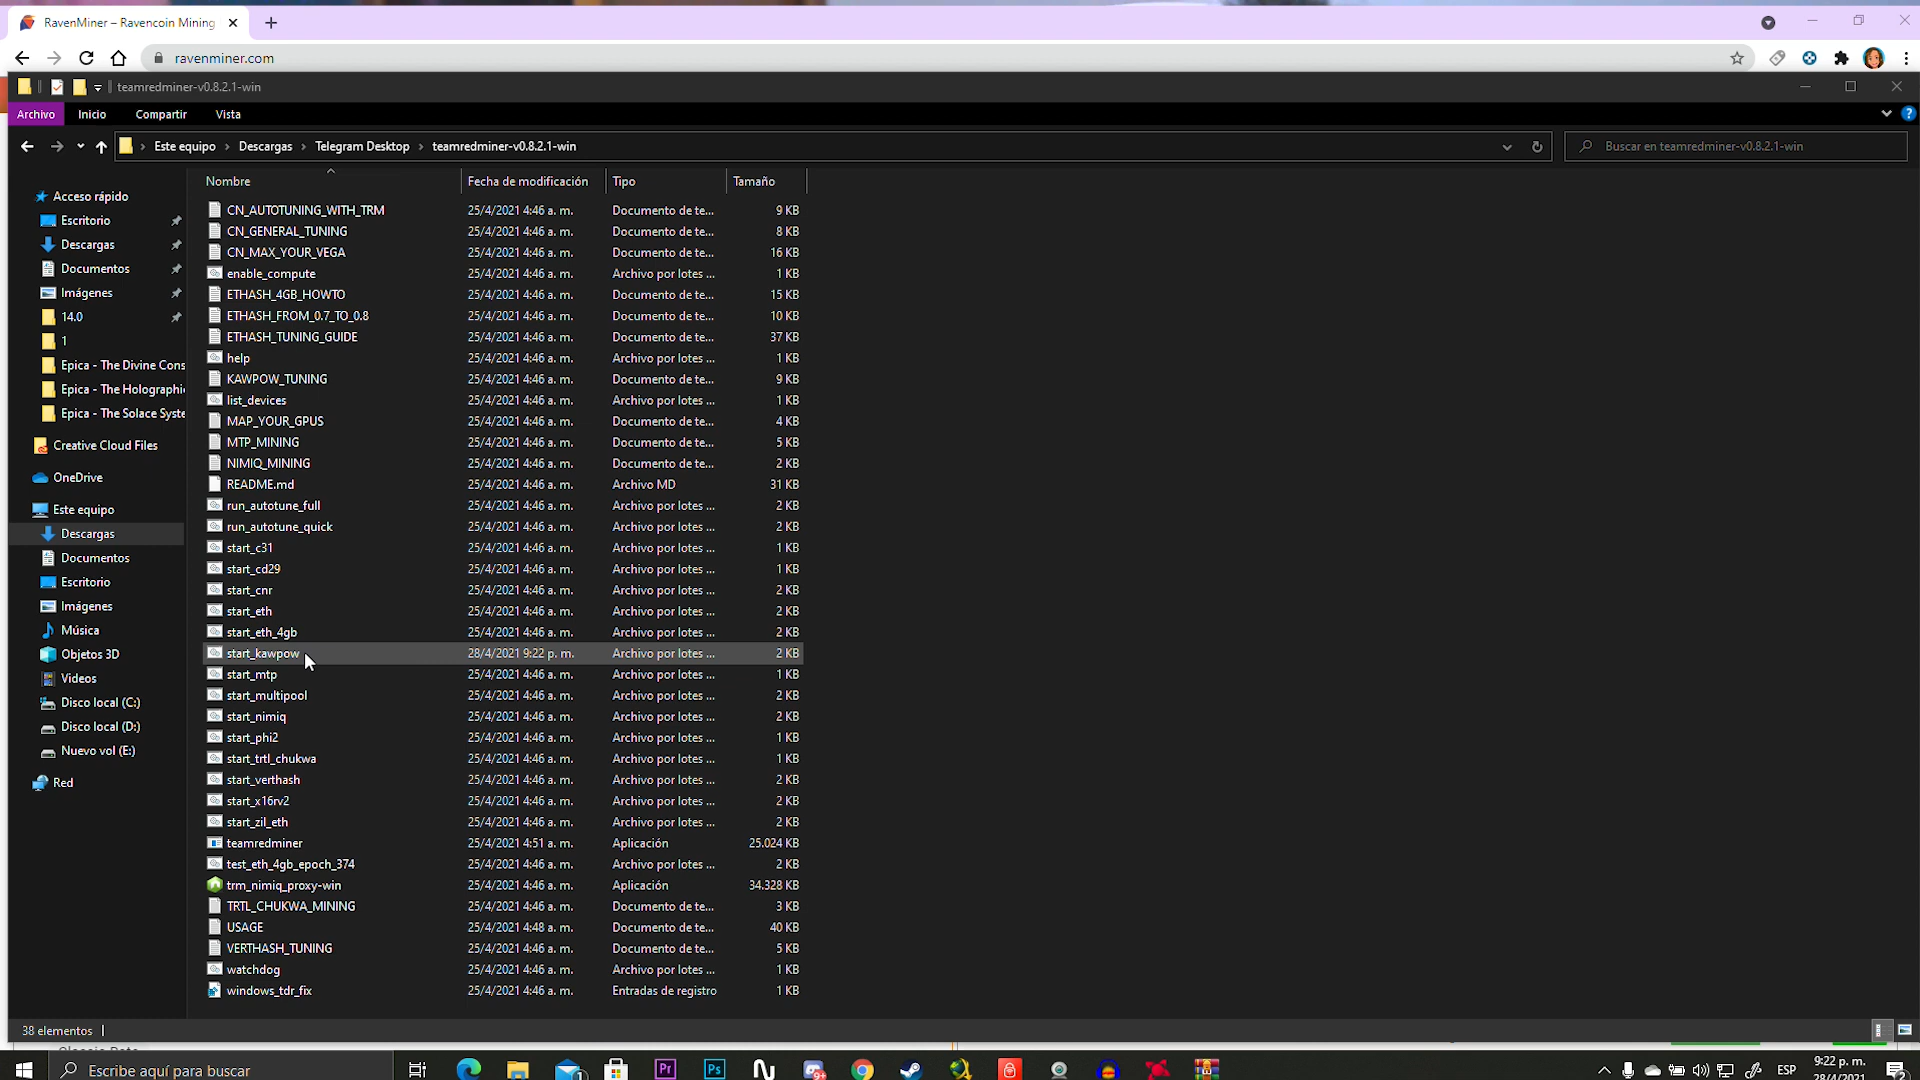 RavenMiner – Ravencoin Mining
ravenminer.com
teamredminer-v0.8.2.1-win
Archivo Inicio Compartir Vista
Este equipo › Descargas › Telegram Desktop › teamredminer-v0.8.2.1-win
Buscar en teamredminer-v0.8.2.1-win
Nombre Fecha de modificación Tipo Tamaño
Acceso rápido
Escritorio
Descargas
Documentos
Imágenes
14.0
1
Epica - The Divine Cons
Epica - The Holographi
Epica - The Solace Syste
Creative Cloud Files
OneDrive
Este equipo
Descargas
Documentos
Escritorio
Imágenes
Música
Objetos 3D
Videos
Disco local (C:)
Disco local (D:)
Nuevo vol (E:)
Red
CN_AUTOTUNING_WITH_TRM 25/4/2021 4:46 a. m. Documento de te... 9 KB
CN_GENERAL_TUNING 25/4/2021 4:46 a. m. Documento de te... 8 KB
CN_MAX_YOUR_VEGA 25/4/2021 4:46 a. m. Documento de te... 16 KB
enable_compute 25/4/2021 4:46 a. m. Archivo por lotes ... 1 KB
ETHASH_4GB_HOWTO 25/4/2021 4:46 a. m. Documento de te... 15 KB
ETHASH_FROM_0.7_TO_0.8 25/4/2021 4:46 a. m. Documento de te... 10 KB
ETHASH_TUNING_GUIDE 25/4/2021 4:46 a. m. Documento de te... 37 KB
help 25/4/2021 4:46 a. m. Archivo por lotes ... 1 KB
KAWPOW_TUNING 25/4/2021 4:46 a. m. Documento de te... 9 KB
list_devices 25/4/2021 4:46 a. m. Archivo por lotes ... 1 KB
MAP_YOUR_GPUS 25/4/2021 4:46 a. m. Documento de te... 4 KB
MTP_MINING 25/4/2021 4:46 a. m. Documento de te... 5 KB
NIMIQ_MINING 25/4/2021 4:46 a. m. Documento de te... 2 KB
README.md 25/4/2021 4:46 a. m. Archivo MD 31 KB
run_autotune_full 25/4/2021 4:46 a. m. Archivo por lotes ... 2 KB
run_autotune_quick 25/4/2021 4:46 a. m. Archivo por lotes ... 2 KB
start_c31 25/4/2021 4:46 a. m. Archivo por lotes ... 1 KB
start_cd29 25/4/2021 4:46 a. m. Archivo por lotes ... 1 KB
start_cnr 25/4/2021 4:46 a. m. Archivo por lotes ... 2 KB
start_eth 25/4/2021 4:46 a. m. Archivo por lotes ... 2 KB
start_eth_4gb 25/4/2021 4:46 a. m. Archivo por lotes ... 2 KB
start_kawpow 28/4/2021 9:22 p. m. Archivo por lotes ... 2 KB
start_mtp 25/4/2021 4:46 a. m. Archivo por lotes ... 1 KB
start_multipool 25/4/2021 4:46 a. m. Archivo por lotes ... 2 KB
start_nimiq 25/4/2021 4:46 a. m. Archivo por lotes ... 2 KB
start_phi2 25/4/2021 4:46 a. m. Archivo por lotes ... 1 KB
start_trtl_chukwa 25/4/2021 4:46 a. m. Archivo por lotes ... 1 KB
start_verthash 25/4/2021 4:46 a. m. Archivo por lotes ... 2 KB
start_x16rv2 25/4/2021 4:46 a. m. Archivo por lotes ... 2 KB
start_zil_eth 25/4/2021 4:46 a. m. Archivo por lotes ... 2 KB
teamredminer 25/4/2021 4:51 a. m. Aplicación 25.024 KB
test_eth_4gb_epoch_374 25/4/2021 4:46 a. m. Archivo por lotes ... 2 KB
trm_nimiq_proxy-win 25/4/2021 4:46 a. m. Aplicación 34.328 KB
TRTL_CHUKWA_MINING 25/4/2021 4:46 a. m. Documento de te... 3 KB
USAGE 25/4/2021 4:48 a. m. Documento de te... 40 KB
VERTHASH_TUNING 25/4/2021 4:46 a. m. Documento de te... 5 KB
watchdog 25/4/2021 4:46 a. m. Archivo por lotes ... 1 KB
windows_tdr_fix 25/4/2021 4:46 a. m. Entradas de registro 1 KB
38 elementos
Escribe aquí para buscar
Pr Ps
ESP
9:22 p. m.
28/4/2021